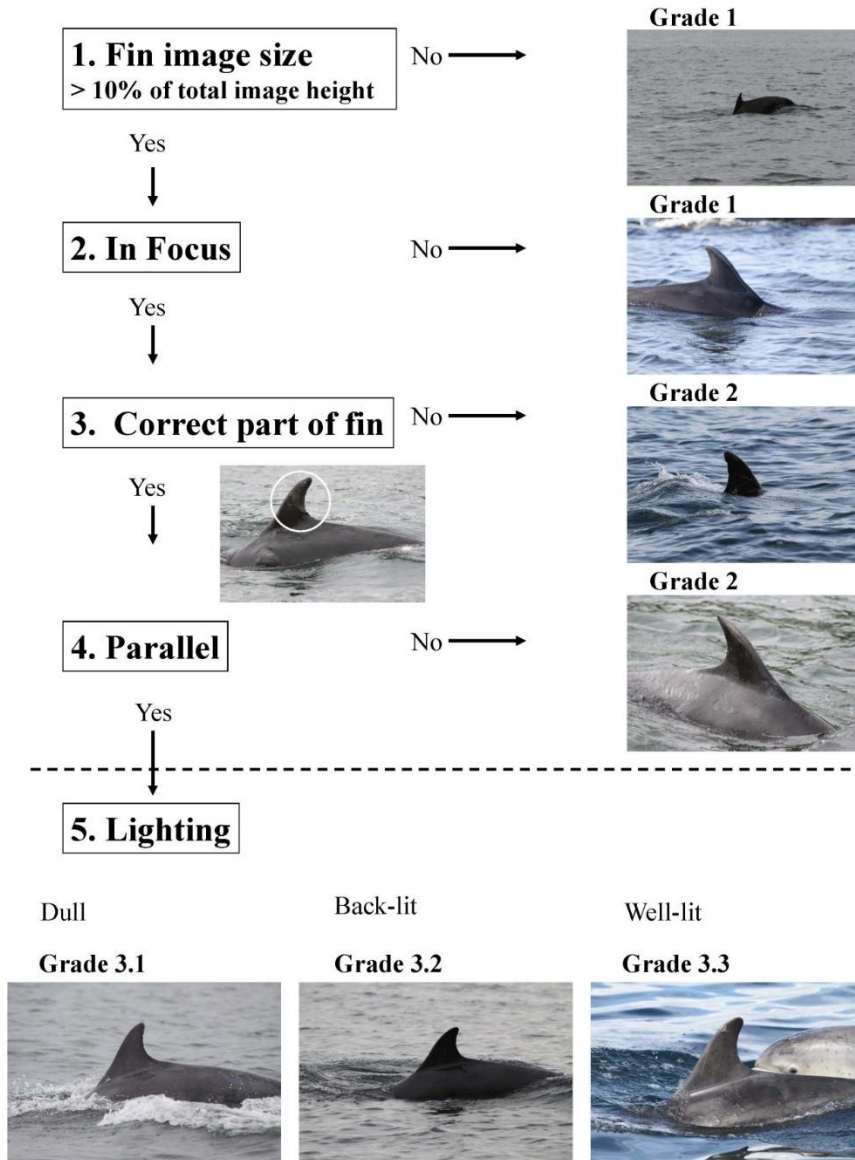 Grade 1
1. Fin image size
> 10% of total image height
No
Yes
Grade 1
2. In Focus
No
Yes
Grade 2
3. Correct part of fin
No
Yes
Grade 2
4. Parallel
No
Yes
5. Lighting
Dull
Back-lit
Well-lit
Grade 3.1
Grade 3.2
Grade 3.3